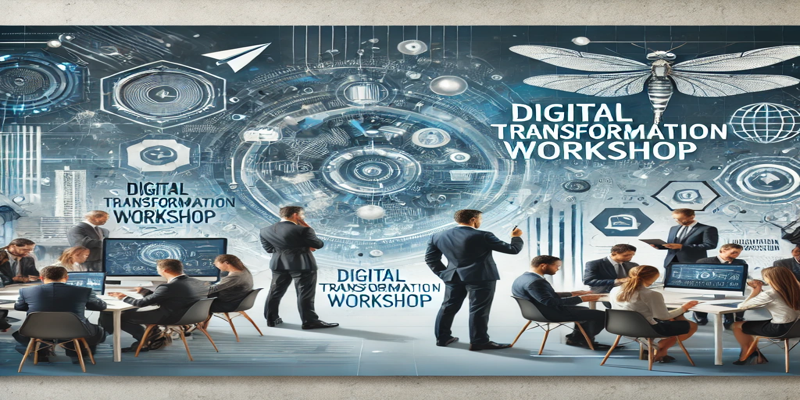 DIGITAL
TRANSFORMATION
WORKSHOP
DIGITAL
TRANSFORMATION
WORKSHOP
DIGITAL
TRANSFORMATION
WORKSHOP